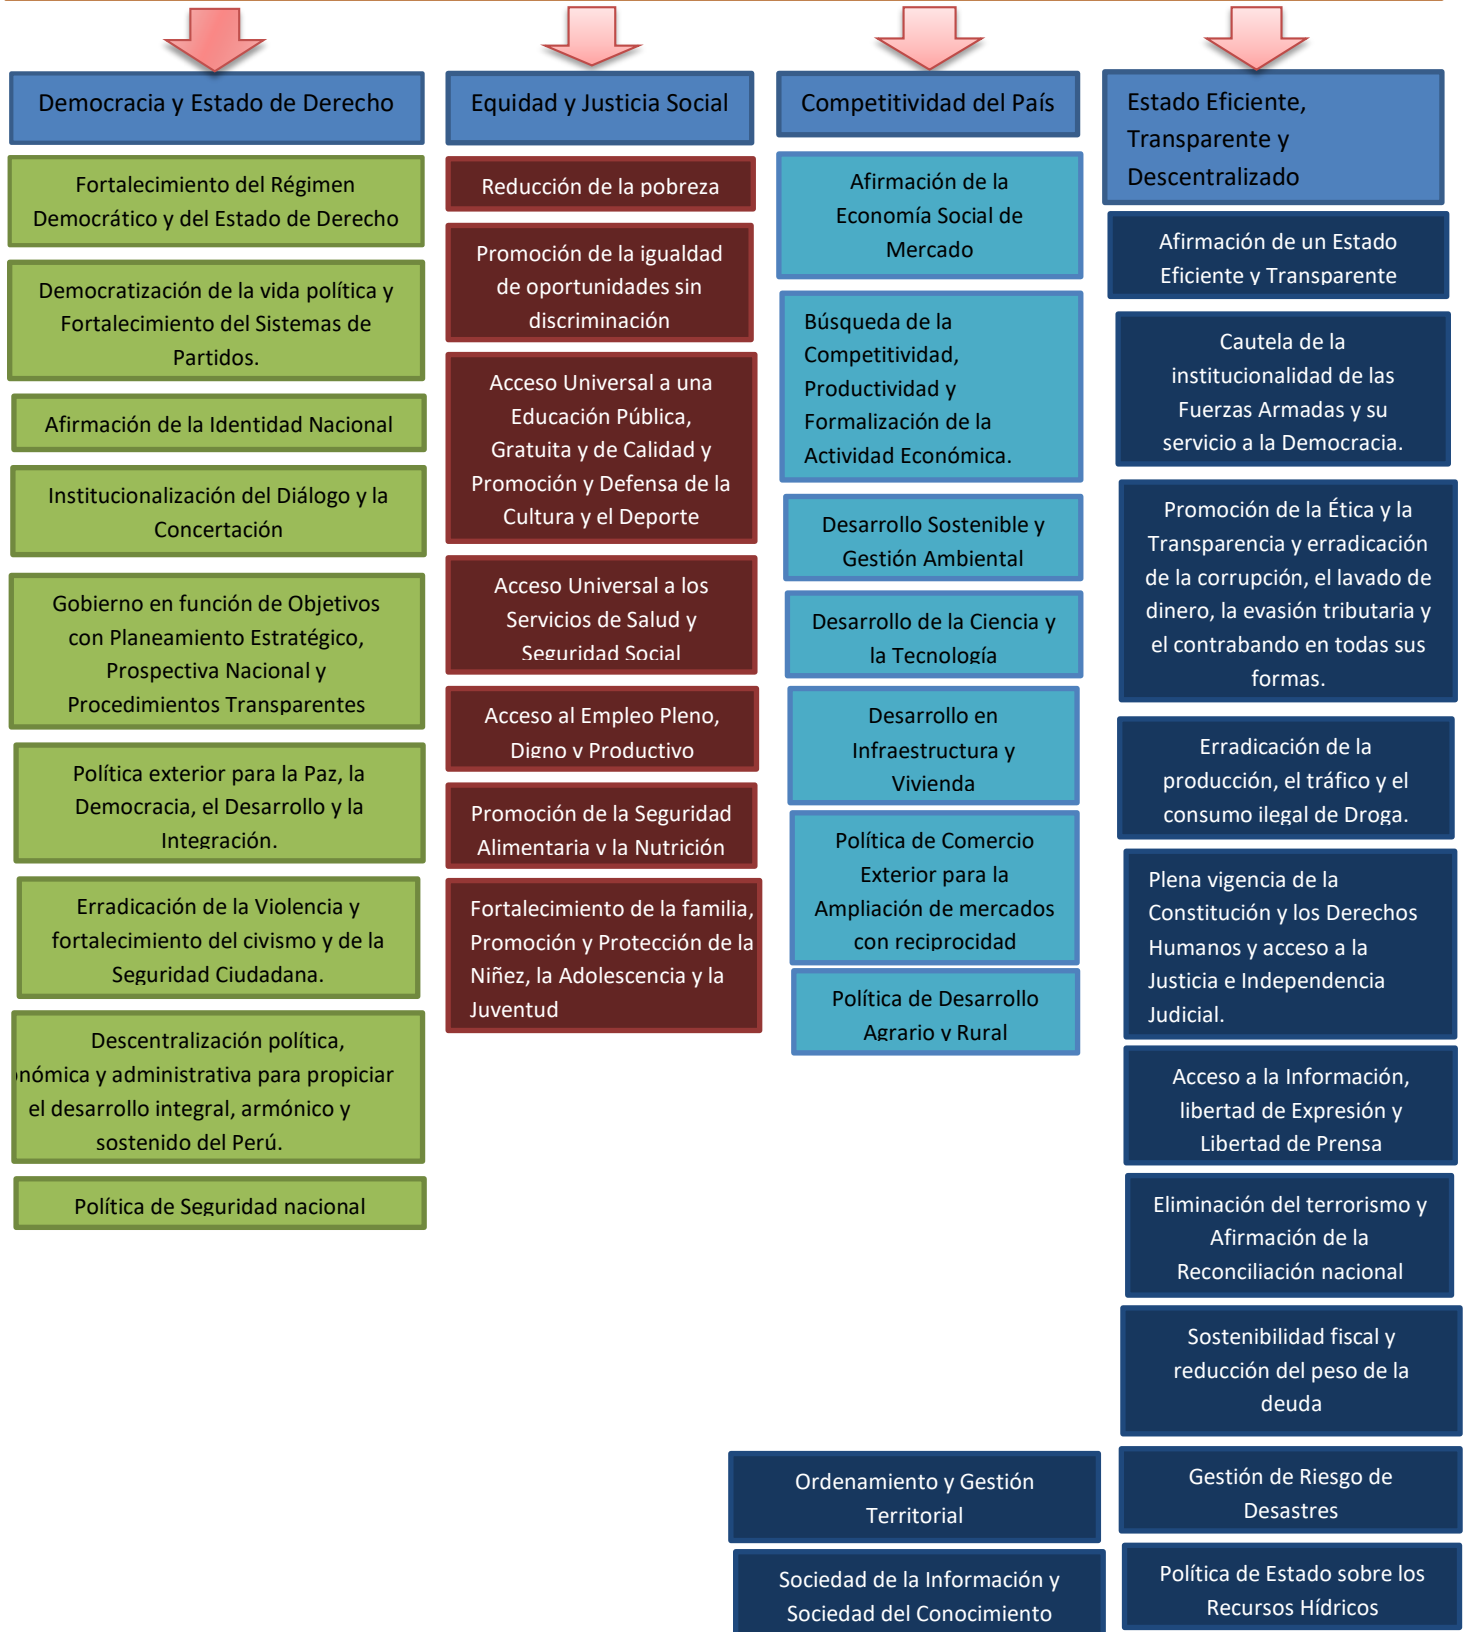 Democracia y Estado de Derecho
Fortalecimiento del Régimen
Democrático y del Estado de Derecho
Democratización de la vida política y
Fortalecimiento del Sistemas de
Partidos.
Afirmación de la Identidad Nacional
Institucionalización del Diálogo y la
Concertación
Gobierno en función de Objetivos
con Planeamiento Estratégico,
Prospectiva Nacional y
Procedimientos Transparentes
Política exterior para la Paz, la
Democracia, el Desarrollo y la
Integración.
Erradicación de la Violencia y
fortalecimiento del civismo y de la
Seguridad Ciudadana.
Descentralización política,
nómica y administrativa para propiciar
el desarrollo integral, armónico y
sostenido del Perú.
Política de Seguridad nacional
Equidad y Justicia Social
Reducción de la pobreza
Promoción de la igualdad
de oportunidades sin
discriminación
Acceso Universal a una
Educación Pública,
Gratuita y de Calidad y
Promoción y Defensa de la
Cultura y el Deporte
Acceso Universal a los
Servicios de Salud y
Seguridad Social
Acceso al Empleo Pleno,
Digno y Productivo
Promoción de la Seguridad
Alimentaria y la Nutrición
Fortalecimiento de la familia,
Promoción y Protección de la
Niñez, la Adolescencia y la
Juventud
Competitividad del País
Afirmación de la
Economía Social de
Mercado
Búsqueda de la
Competitividad,
Productividad y
Formalización de la
Actividad Económica.
Desarrollo Sostenible y
Gestión Ambiental
Desarrollo de la Ciencia y
la Tecnología
Desarrollo en
Infraestructura y
Vivienda
Política de Comercio
Exterior para la
Ampliación de mercados
con reciprocidad
Política de Desarrollo
Agrario y Rural
Estado Eficiente,
Transparente y
Descentralizado
Afirmación de un Estado
Eficiente y Transparente
Cautela de la
institucionalidad de las
Fuerzas Armadas y su
servicio a la Democracia.
Promoción de la Ética y la
Transparencia y erradicación
de la corrupción, el lavado de
dinero, la evasión tributaria y
el contrabando en todas sus
formas.
Erradicación de la
producción, el tráfico y el
consumo ilegal de Droga.
Plena vigencia de la
Constitución y los Derechos
Humanos y acceso a la
Justicia e Independencia
Judicial.
Acceso a la Información,
libertad de Expresión y
Libertad de Prensa
Eliminación del terrorismo y
Afirmación de la
Reconciliación nacional
Sostenibilidad fiscal y
reducción del peso de la
deuda
Ordenamiento y Gestión
Territorial
Gestión de Riesgo de
Desastres
Sociedad de la Información y
Sociedad del Conocimiento
Política de Estado sobre los
Recursos Hídricos